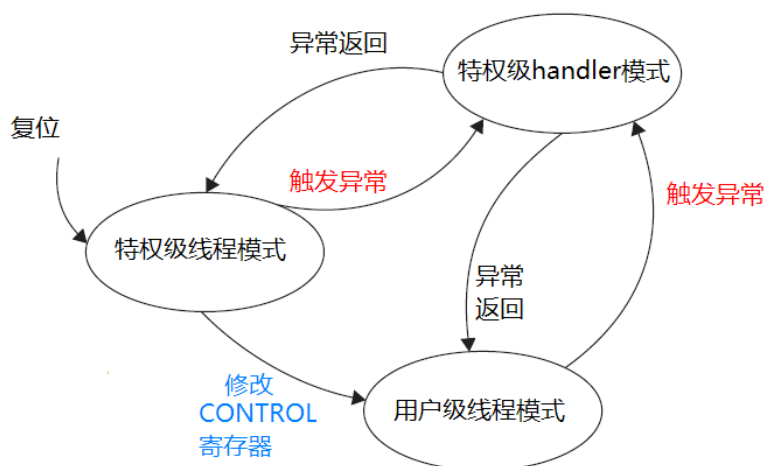 异常返回
特权级handler模式
复位
触发异常
触发异常
特权级线程模式
异常
返回
修改
CONTROL
寄存器
用户级线程模式